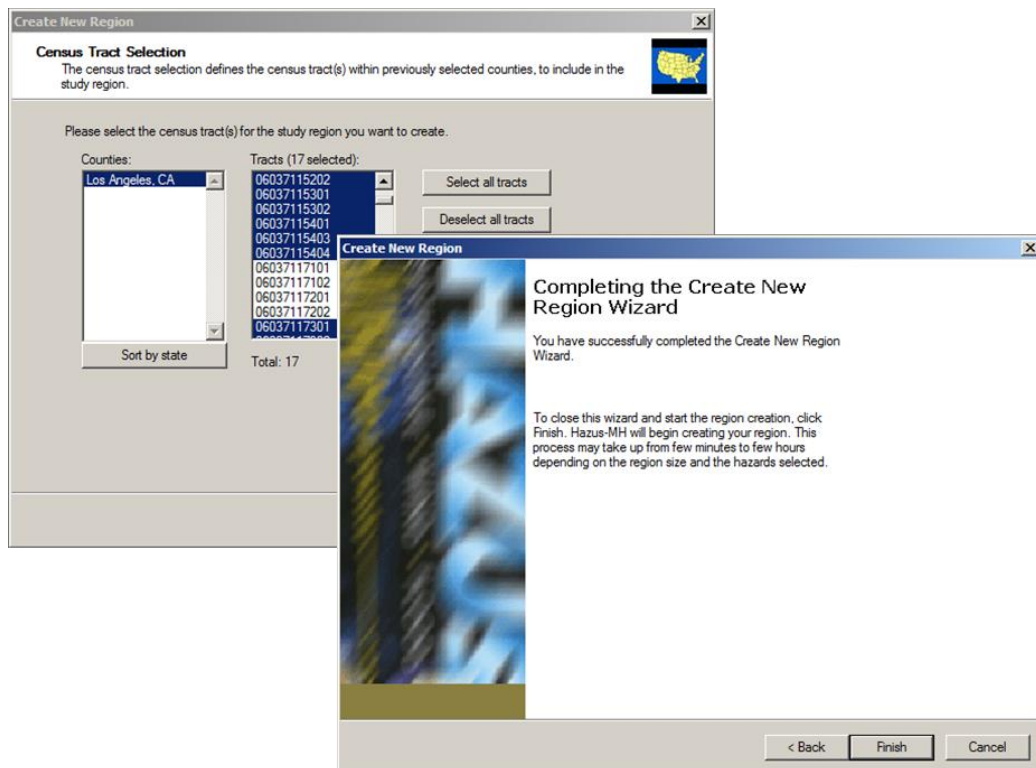 Create New Region
Census Tract Selection
The census tract selection defines the census tract(s) within previously selected counties, to include in the
study region.
Please select the census tract(s) for the study region you want to create.
Counties:
Los Angeles, CA
Sort by state
Tracts (17 selected):
06037115202
06037115301
06037115302
06037115401
06037115403
06037115404
06037117101
06037117102
06037117201
06037117202
06037117301
Total: 17
Select all tracts
Deselect all tracts
Create New Region
Completing the Create New
Region Wizard
You have successfully completed the Create New Region
Wizard.
To close this wizard and start the region creation, click
Finish. Hazus-MH will begin creating your region. This
process may take up from few minutes to few hours
depending on the region size and the hazards selected.
< Back
Finish
Cancel